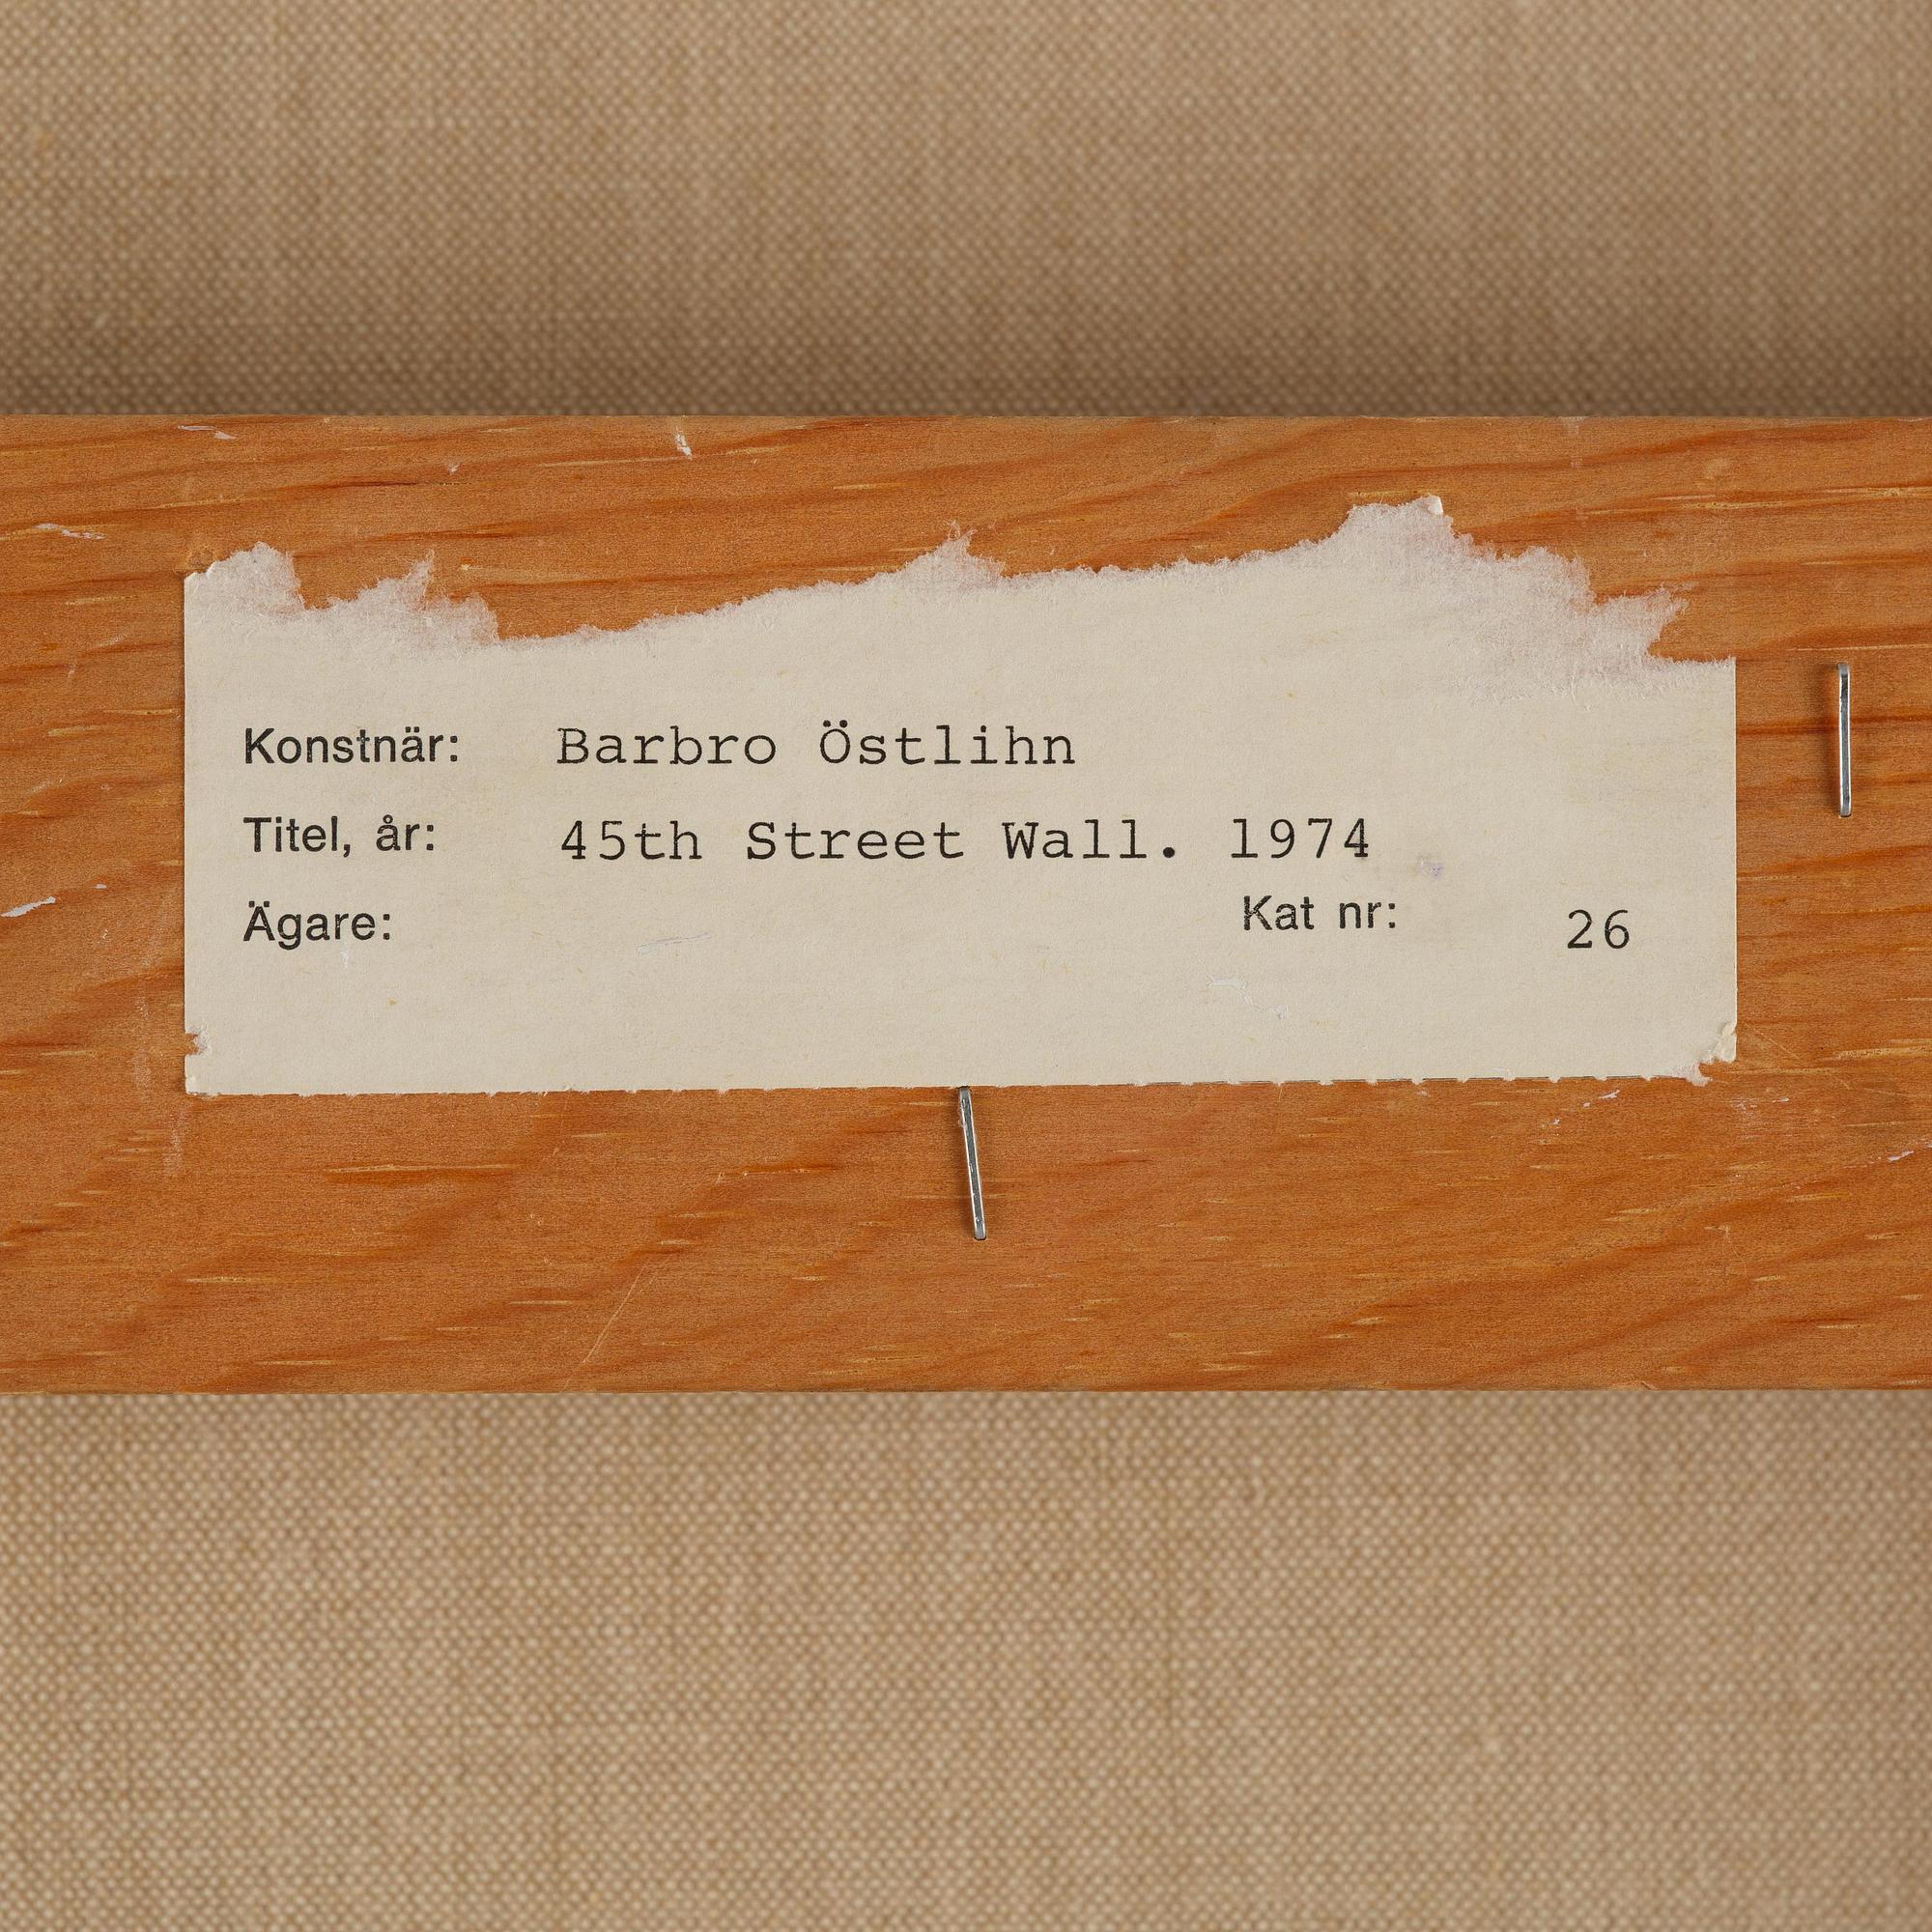 Konstnär: Barbro Östlihn
Titel, år: 45th Street Wall. 1974
Ägare: Kat nr: 26